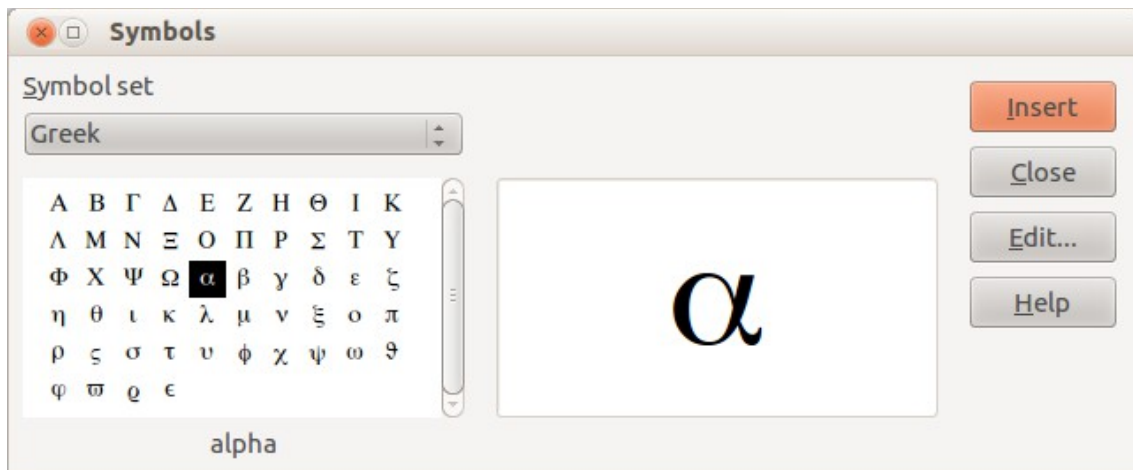 Symbols
Symbol set
Greek
Α Β Γ Δ Ε Ζ Η Θ Ι Κ
Λ Μ Ν Ξ Ο Π Ρ Σ Τ Υ
Φ Χ Ψ Ω α β γ δ ε ζ
η θ ι κ λ μ ν ξ ο π
ρ ς σ τ υ ϕ χ ψ ω ϑ
φ ϖ ϱ ϵ
alpha
α
Insert
Close
Edit...
Help